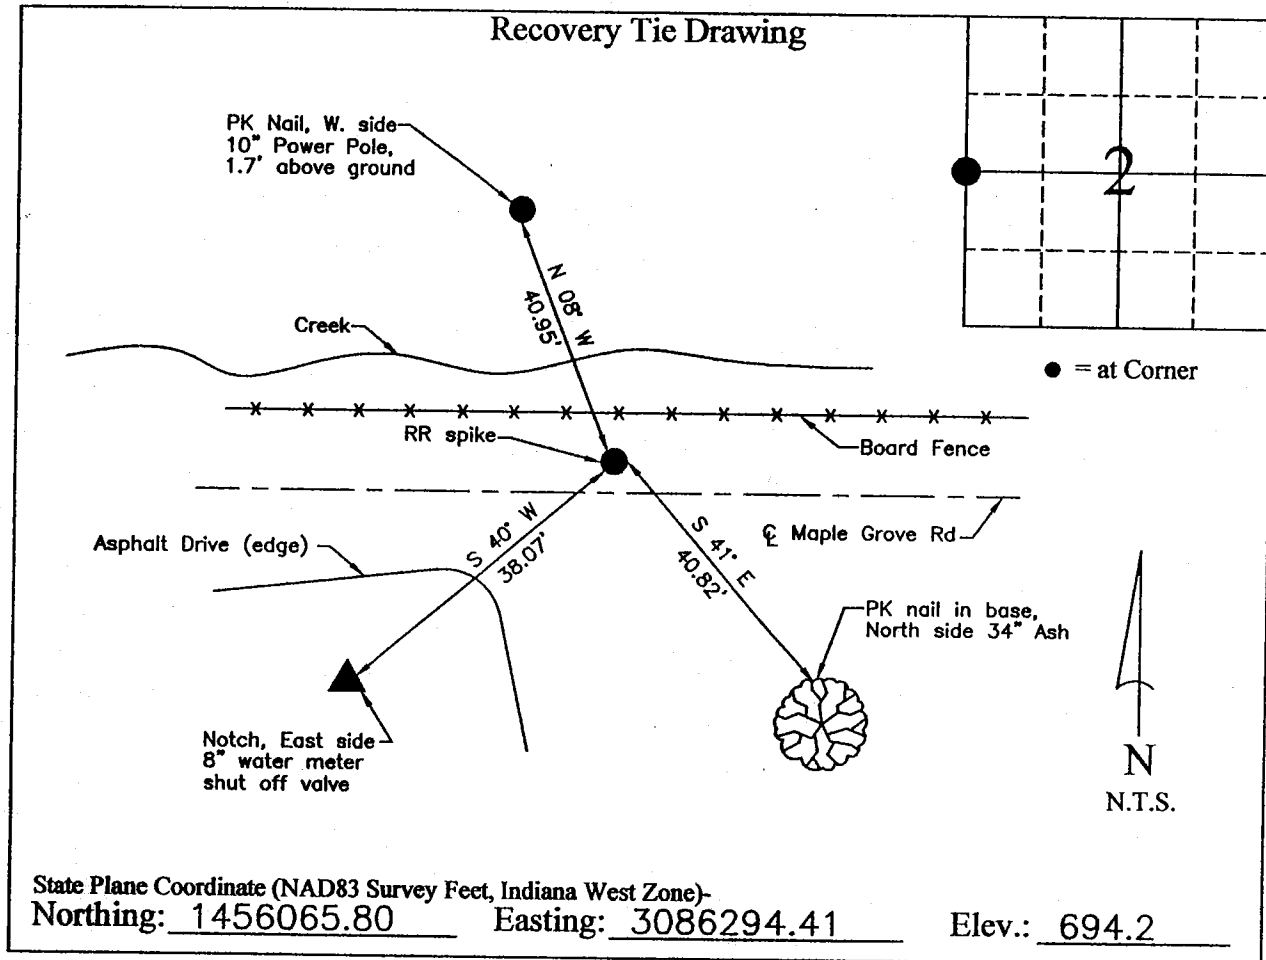 Recovery Tie Drawing
PK Nail, W. side
10" Power Pole,
1.7' above ground
2
N 08° W
40.95'
Creek
● = at Corner
RR spike
Board Fence
S 40° W
38.07'
S 41° E
40.82'
℄ Maple Grove Rd
Asphalt Drive (edge)
PK nail in base,
North side 34" Ash
Notch, East side
8" water meter
shut off valve
N
N.T.S.
State Plane Coordinate (NAD83 Survey Feet, Indiana West Zone)-
Northing: 1456065.80 Easting: 3086294.41 Elev.: 694.2